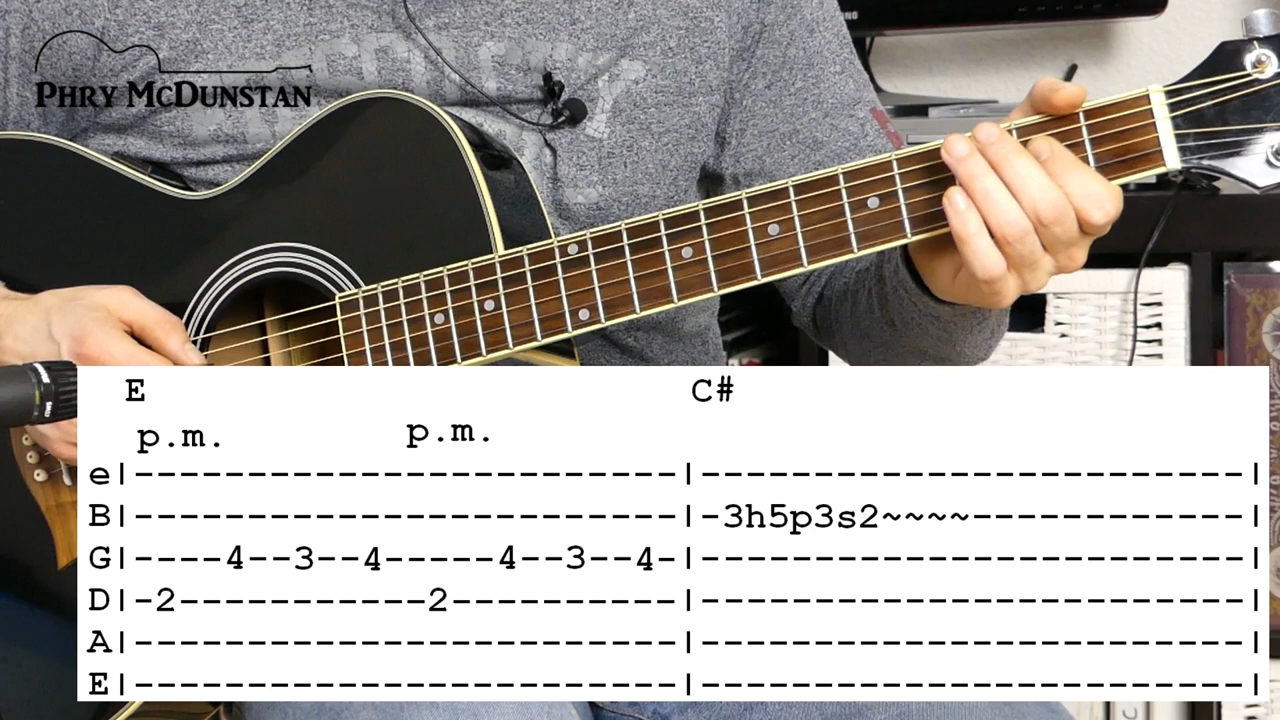 PHRY MCDUNSTAN
E C#
p.m. p.m.
e|------------------------|------------------------|
B|------------------------|-3h5p3s2~~~~------------|
G|----4--3--4-----4--3--4-|------------------------|
D|-2-----------2----------|------------------------|
A|------------------------|------------------------|
E|------------------------|------------------------|